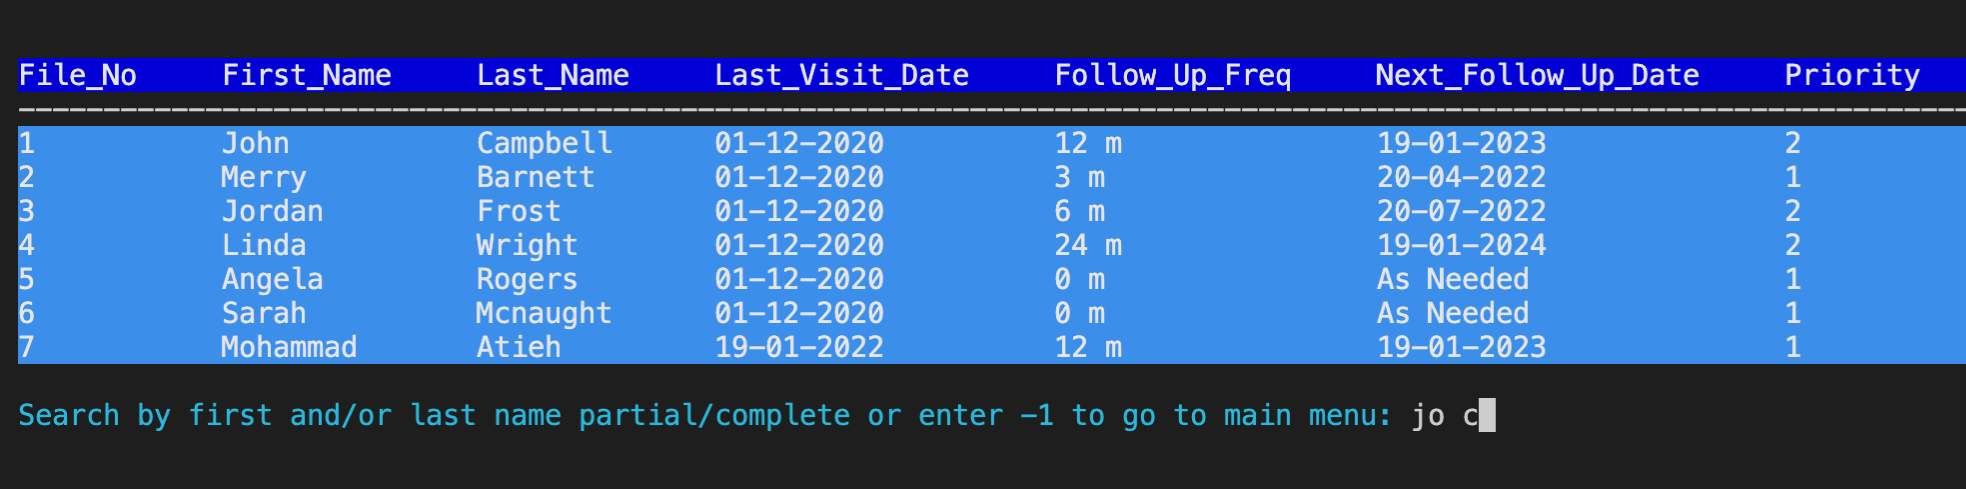 File_No First_Name Last_Name Last_Visit_Date Follow_Up_Freq Next_Follow_Up_Date Priority
1 John Campbell 01-12-2020 12 m 19-01-2023 2
2 Merry Barnett 01-12-2020 3 m 20-04-2022 1
3 Jordan Frost 01-12-2020 6 m 20-07-2022 2
4 Linda Wright 01-12-2020 24 m 19-01-2024 2
5 Angela Rogers 01-12-2020 0 m As Needed 1
6 Sarah Mcnaught 01-12-2020 0 m As Needed 1
7 Mohammad Atieh 19-01-2022 12 m 19-01-2023 1
Search by first and/or last name partial/complete or enter -1 to go to main menu: jo c